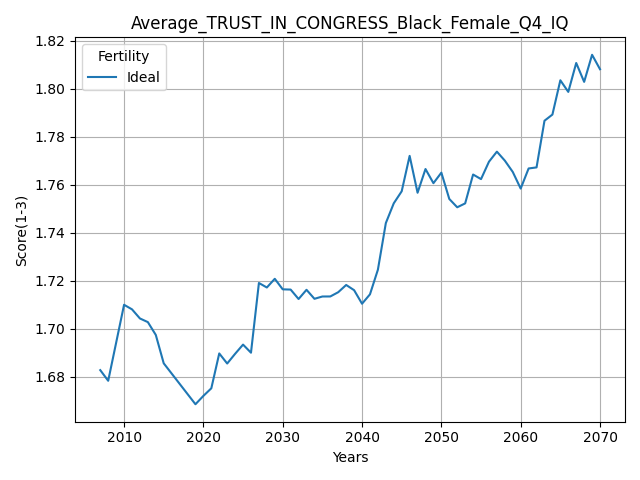 Average_TRUST_IN_CONGRESS_Black_Female_Q4_IQ
Fertility
Ideal
Score(1-3)
1.82
1.80
1.78
1.76
1.74
1.72
1.70
1.68
2010 2020 2030 2040 2050 2060 2070
Years